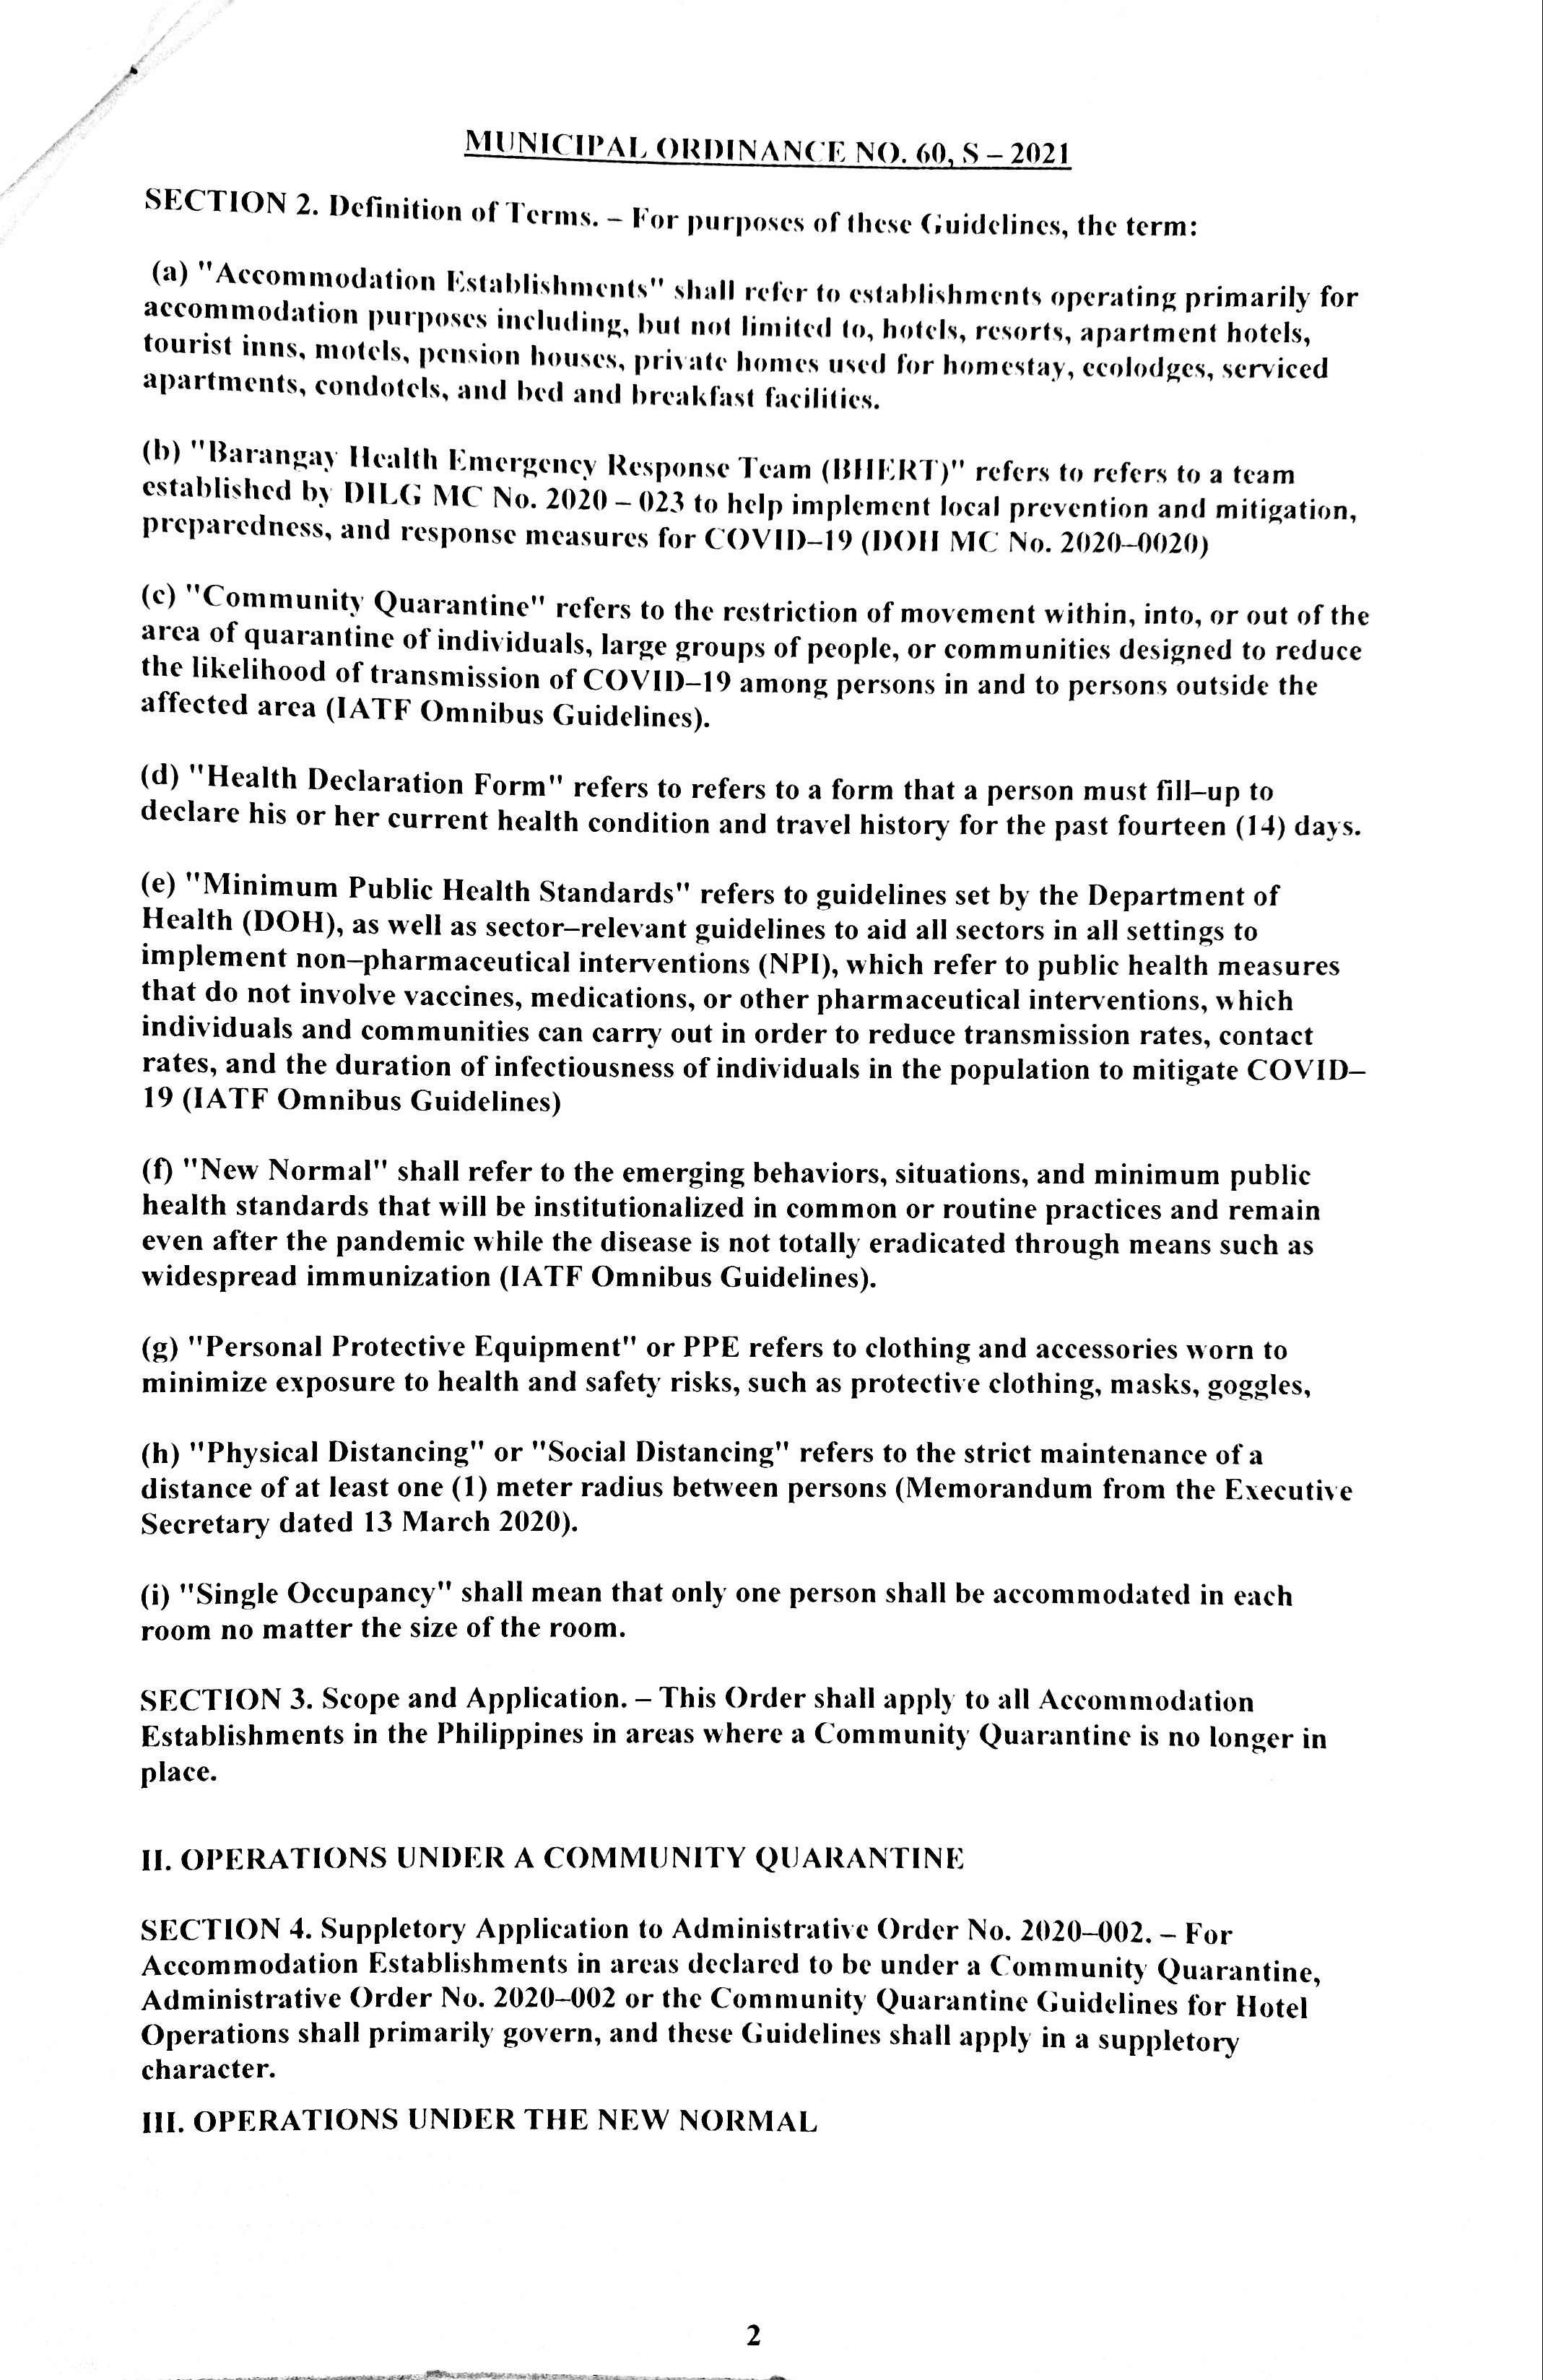 MUNICIPAL ORDINANCE NO. 60, S – 2021
SECTION 2. Definition of Terms. – For purposes of these Guidelines, the term:
(a) "Accommodation Establishments" shall refer to establishments operating primarily for
accommodation purposes including, but not limited to, hotels, resorts, apartment hotels,
tourist inns, motels, pension houses, private homes used for homestay, ecolodges, serviced
apartments, condotels, and bed and breakfast facilities.
(b) "Barangay Health Emergency Response Team (BHERT)" refers to refers to a team
established by DILG MC No. 2020 – 023 to help implement local prevention and mitigation,
preparedness, and response measures for COVID–19 (DOH MC No. 2020–0020)
(c) "Community Quarantine" refers to the restriction of movement within, into, or out of the
area of quarantine of individuals, large groups of people, or communities designed to reduce
the likelihood of transmission of COVID–19 among persons in and to persons outside the
affected area (IATF Omnibus Guidelines).
(d) "Health Declaration Form" refers to refers to a form that a person must fill–up to
declare his or her current health condition and travel history for the past fourteen (14) days.
(e) "Minimum Public Health Standards" refers to guidelines set by the Department of
Health (DOH), as well as sector–relevant guidelines to aid all sectors in all settings to
implement non–pharmaceutical interventions (NPI), which refer to public health measures
that do not involve vaccines, medications, or other pharmaceutical interventions, which
individuals and communities can carry out in order to reduce transmission rates, contact
rates, and the duration of infectiousness of individuals in the population to mitigate COVID–
19 (IATF Omnibus Guidelines)
(f) "New Normal" shall refer to the emerging behaviors, situations, and minimum public
health standards that will be institutionalized in common or routine practices and remain
even after the pandemic while the disease is not totally eradicated through means such as
widespread immunization (IATF Omnibus Guidelines).
(g) "Personal Protective Equipment" or PPE refers to clothing and accessories worn to
minimize exposure to health and safety risks, such as protective clothing, masks, goggles,
(h) "Physical Distancing" or "Social Distancing" refers to the strict maintenance of a
distance of at least one (1) meter radius between persons (Memorandum from the Executive
Secretary dated 13 March 2020).
(i) "Single Occupancy" shall mean that only one person shall be accommodated in each
room no matter the size of the room.
SECTION 3. Scope and Application. – This Order shall apply to all Accommodation
Establishments in the Philippines in areas where a Community Quarantine is no longer in
place.
II. OPERATIONS UNDER A COMMUNITY QUARANTINE
SECTION 4. Suppletory Application to Administrative Order No. 2020–002. – For
Accommodation Establishments in areas declared to be under a Community Quarantine,
Administrative Order No. 2020–002 or the Community Quarantine Guidelines for Hotel
Operations shall primarily govern, and these Guidelines shall apply in a suppletory
character.
III. OPERATIONS UNDER THE NEW NORMAL
2